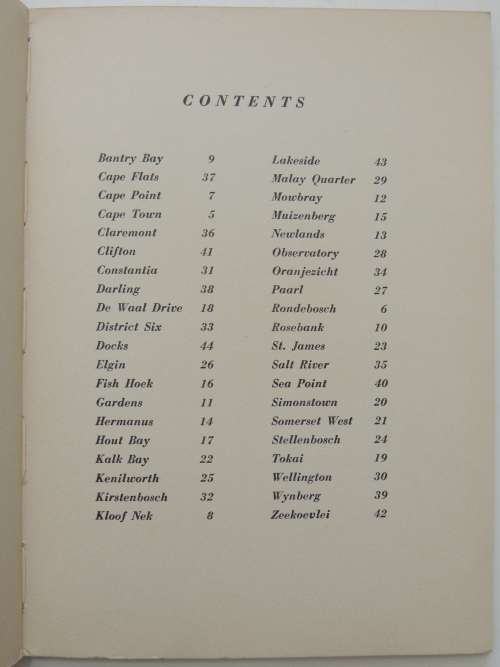 CONTENTS
Bantry Bay 9
Cape Flats 37
Cape Point 7
Cape Town 5
Claremont 36
Clifton 41
Constantia 31
Darling 38
De Waal Drive 18
District Six 33
Docks 44
Elgin 26
Fish Hoek 16
Gardens 11
Hermanus 14
Hout Bay 17
Kalk Bay 22
Kenilworth 25
Kirstenbosch 32
Kloof Nek 8
Lakeside 43
Malay Quarter 29
Mowbray 12
Muizenberg 15
Newlands 13
Observatory 28
Oranjezicht 34
Paarl 27
Rondebosch 6
Rosebank 10
St. James 23
Salt River 35
Sea Point 40
Simonstown 20
Somerset West 21
Stellenbosch 24
Tokai 19
Wellington 30
Wynberg 39
Zeekoevlei 42